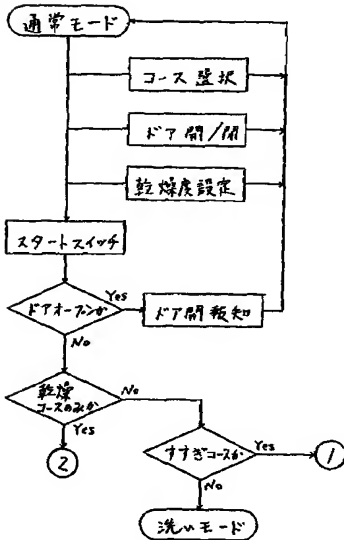 通常モード
コース選択
ドア開/閉
乾燥度設定
スタートスイッチ
ドアオープンか
Yes
ドア開報知
No
乾燥
コースのみか
No
Yes
②
すすぎコースか
Yes
①
No
洗いモード